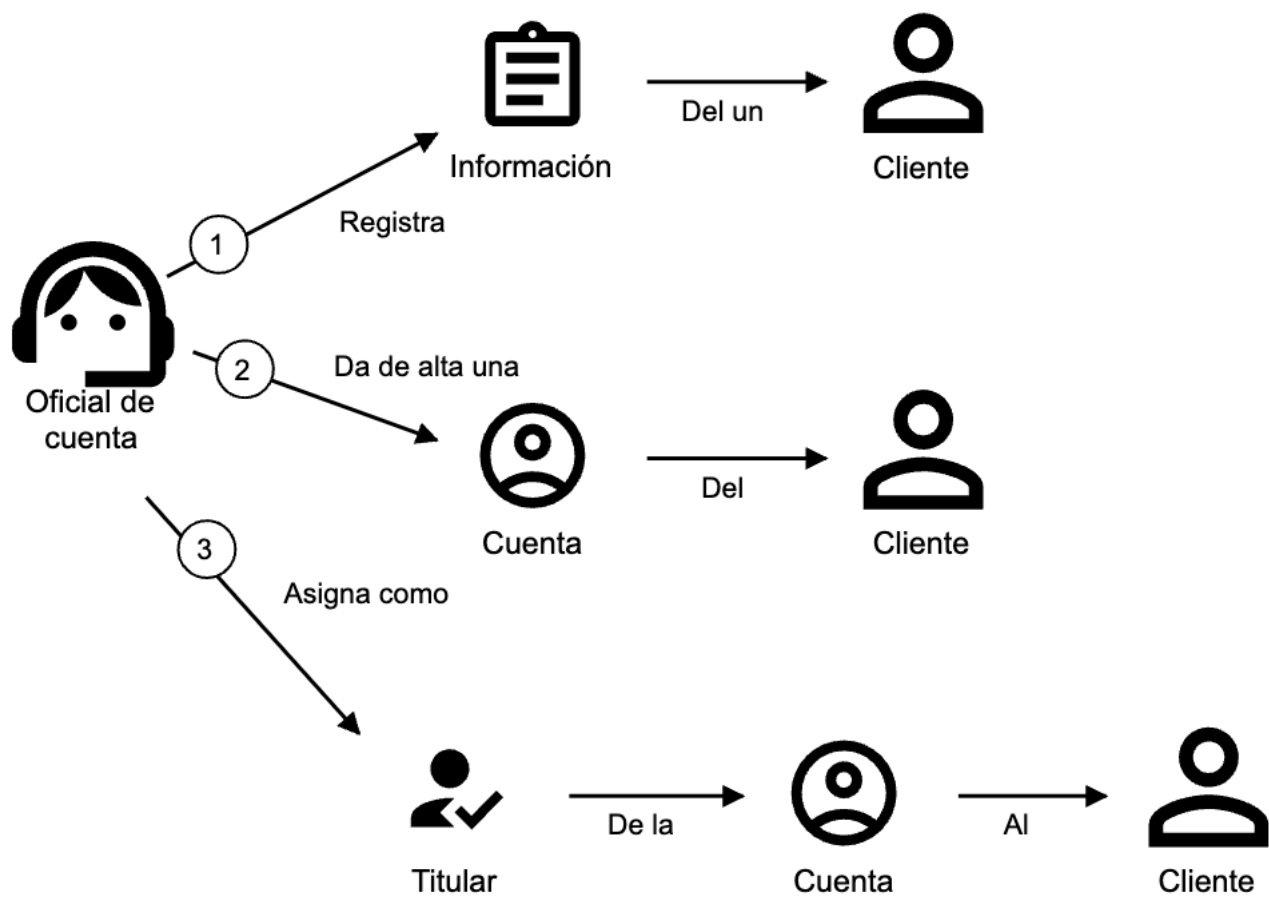 Del un
Información
Cliente
Registra
1
Oficial de
cuenta
2
Da de alta una
Del
Cuenta
Cliente
3
Asigna como
De la
Al
Titular
Cuenta
Cliente